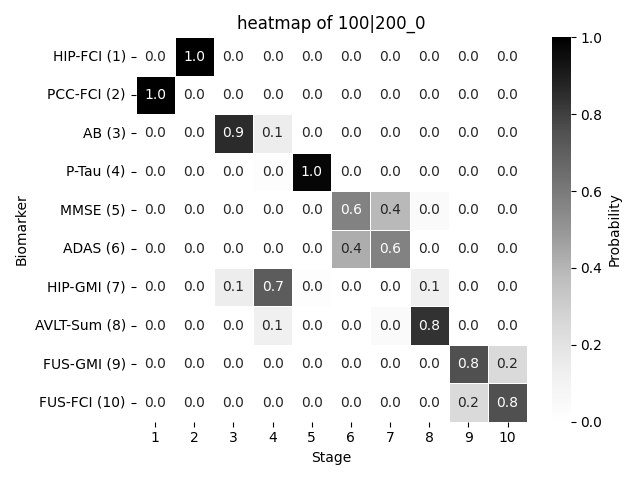 heatmap of 100|200_0
HIP-FCI (1) 0.0 1.0 0.0 0.0 0.0 0.0 0.0 0.0 0.0 0.0
PCC-FCI (2) 1.0 0.0 0.0 0.0 0.0 0.0 0.0 0.0 0.0 0.0
AB (3) 0.0 0.0 0.9 0.1 0.0 0.0 0.0 0.0 0.0 0.0
P-Tau (4) 0.0 0.0 0.0 0.0 1.0 0.0 0.0 0.0 0.0 0.0
MMSE (5) 0.0 0.0 0.0 0.0 0.0 0.6 0.4 0.0 0.0 0.0
ADAS (6) 0.0 0.0 0.0 0.0 0.0 0.4 0.6 0.0 0.0 0.0
HIP-GMI (7) 0.0 0.0 0.1 0.7 0.0 0.0 0.0 0.1 0.0 0.0
AVLT-Sum (8) 0.0 0.0 0.0 0.1 0.0 0.0 0.0 0.8 0.0 0.0
FUS-GMI (9) 0.0 0.0 0.0 0.0 0.0 0.0 0.0 0.0 0.8 0.2
FUS-FCI (10) 0.0 0.0 0.0 0.0 0.0 0.0 0.0 0.0 0.2 0.8
1 2 3 4 5 6 7 8 9 10
Stage
Biomarker
1.0
0.8
0.6
0.4
0.2
0.0
Probability